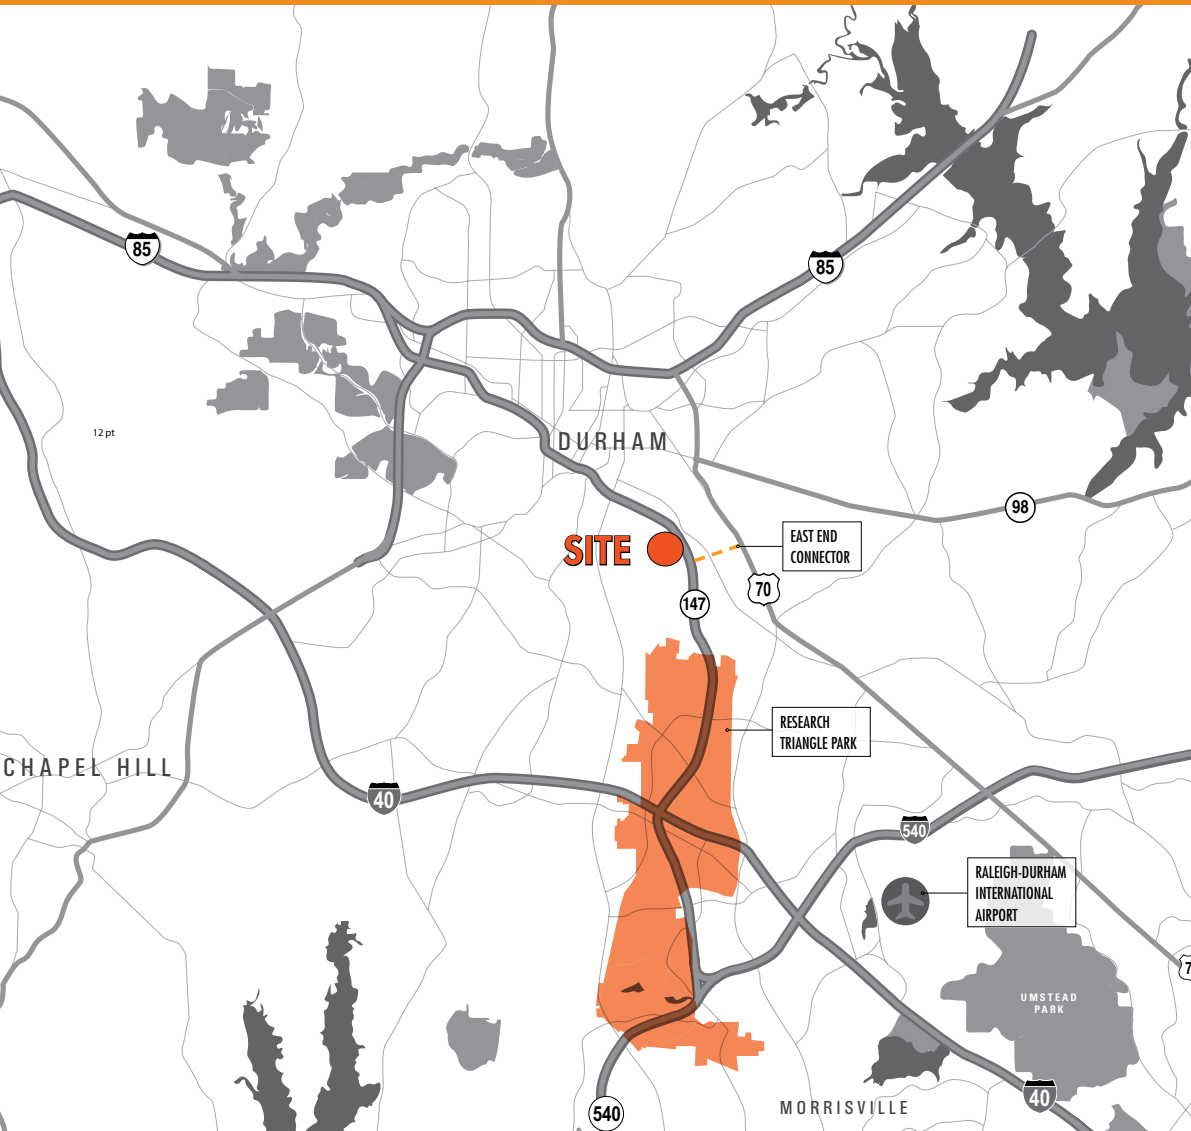 85
85
12 pt
DURHAM
98
SITE
EAST END
CONNECTOR
70
147
RESEARCH
TRIANGLE PARK
CHAPEL HILL
40
540
RALEIGH-DURHAM
INTERNATIONAL
AIRPORT
7
UMSTEAD
PARK
40
MORRISVILLE
540